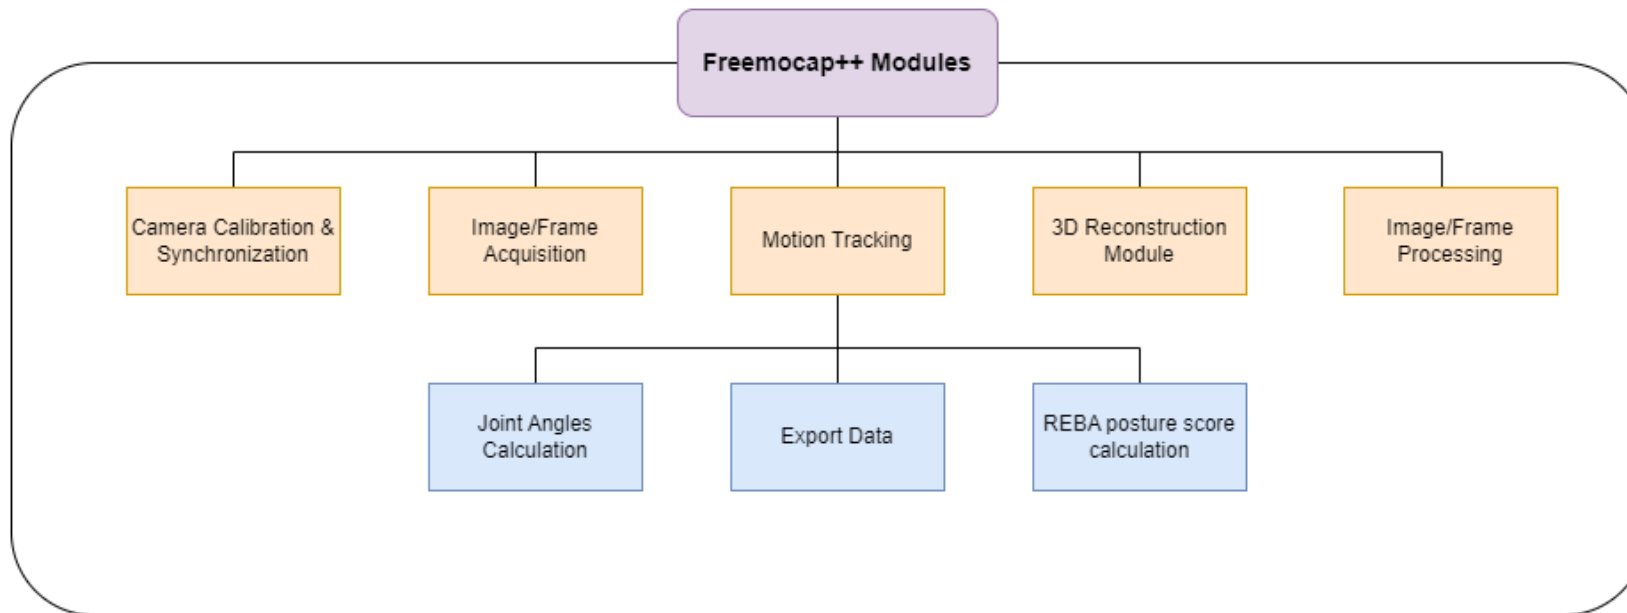 Freemocap++ Modules
Camera Calibration &
Synchronization
Image/Frame
Acquisition
Motion Tracking
3D Reconstruction
Module
Image/Frame
Processing
Joint Angles
Calculation
Export Data
REBA posture score
calculation